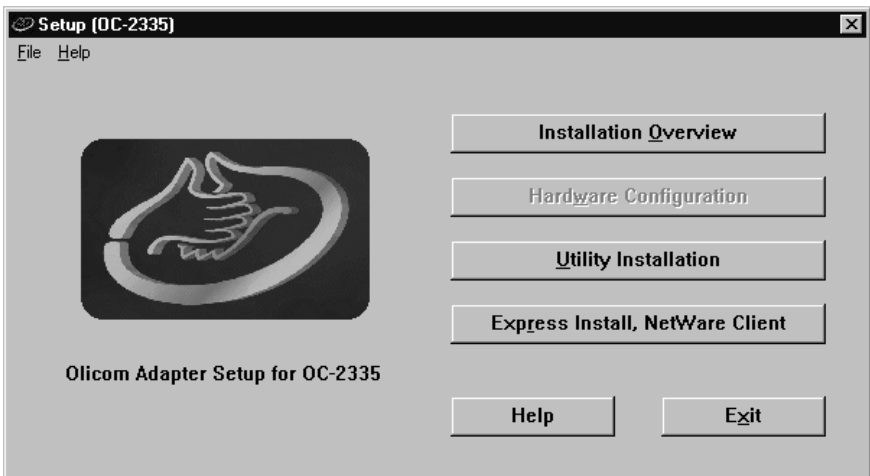 Setup (OC-2335)
File Help
Installation Overview
Hardware Configuration
Utility Installation
Express Install, NetWare Client
Olicom Adapter Setup for OC-2335
Help Exit